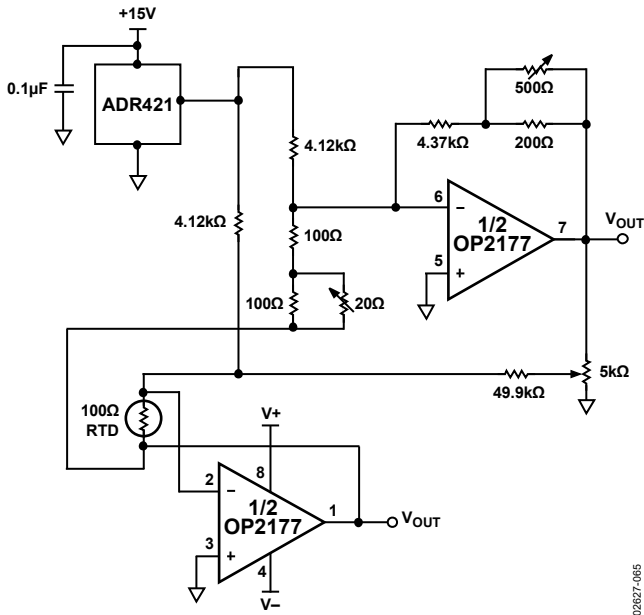 +15V
0.1µF
ADR421
500Ω
4.12kΩ
4.37kΩ
200Ω
4.12kΩ
100Ω
6
–
1/2
OP2177
7
VOUT
5
+
100Ω
20Ω
49.9kΩ
5kΩ
100Ω
RTD
V+
2
–
8
1/2
OP2177
1
VOUT
3
+
4
V–
02627-065